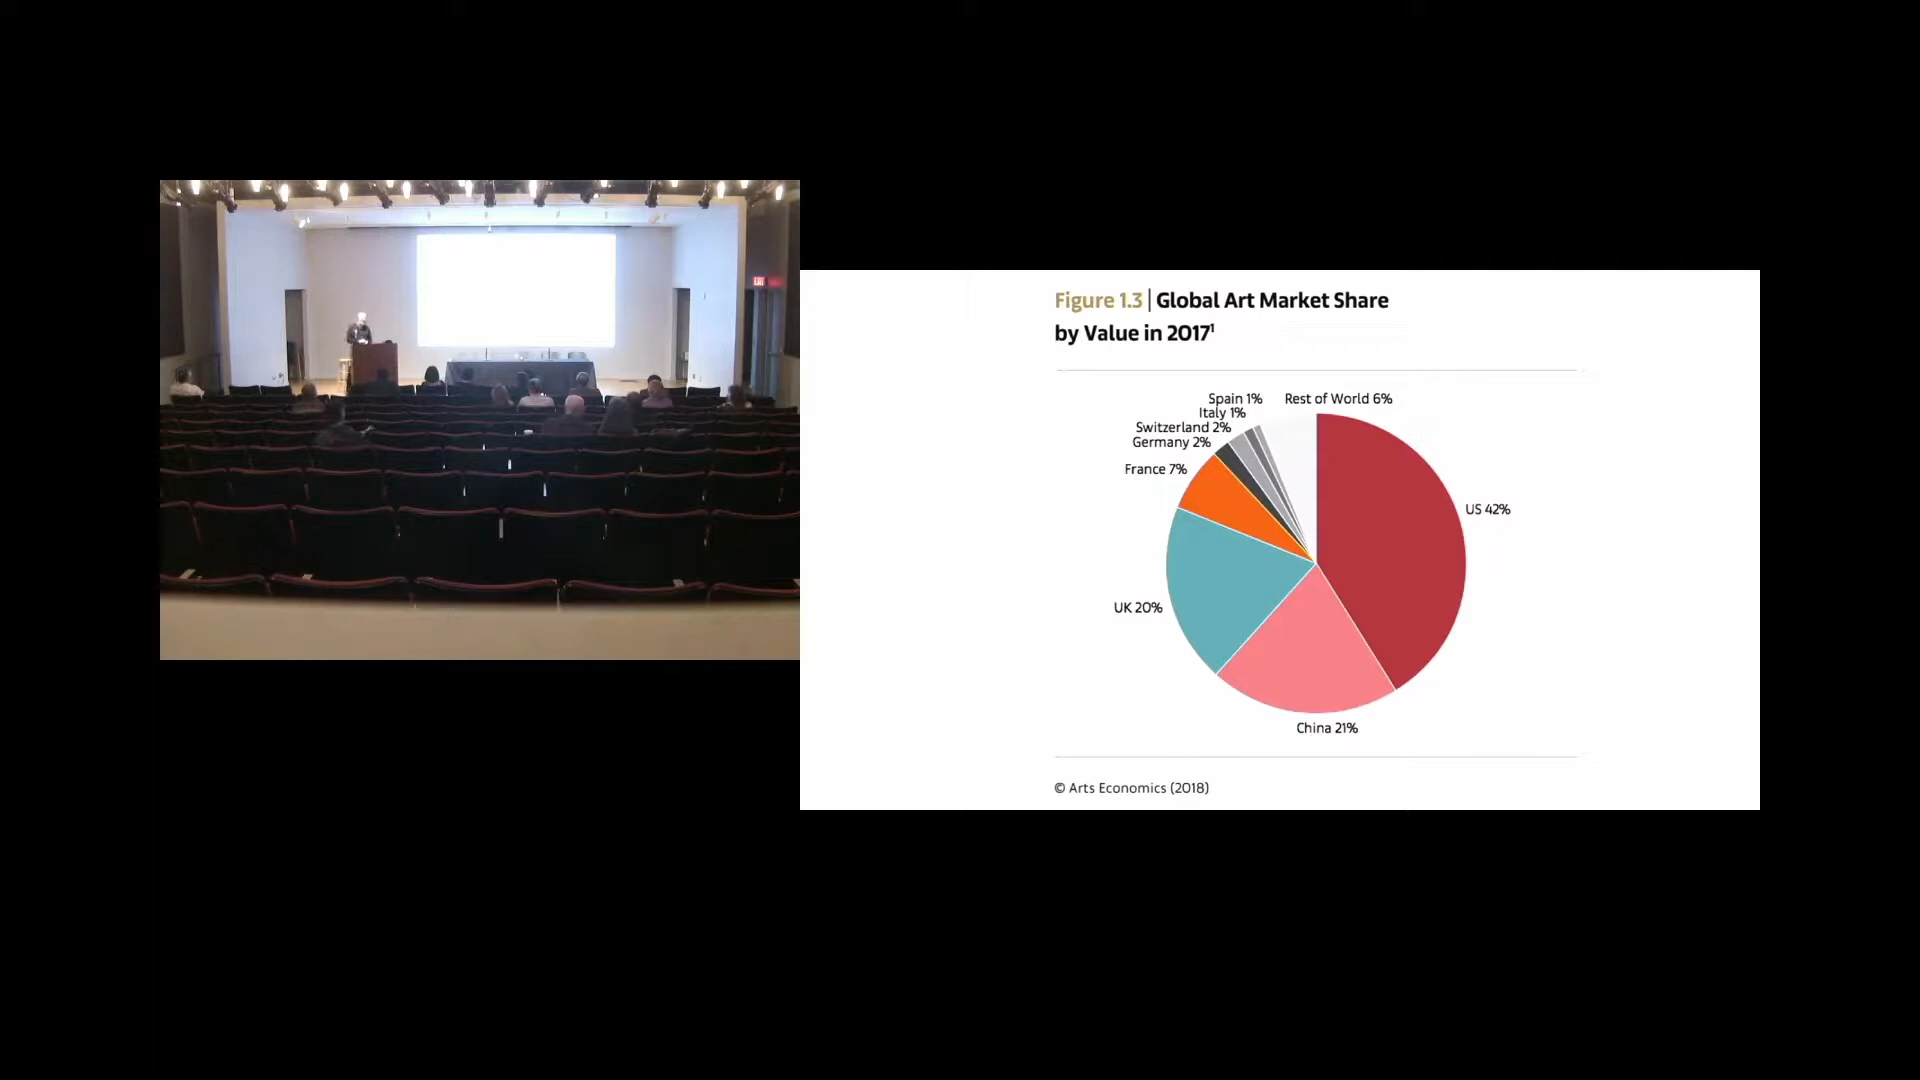 EXIT
Figure 1.3 | Global Art Market Share
by Value in 2017¹
Spain 1%
Rest of World 6%
Italy 1%
Switzerland 2%
Germany 2%
France 7%
US 42%
UK 20%
China 21%
© Arts Economics (2018)